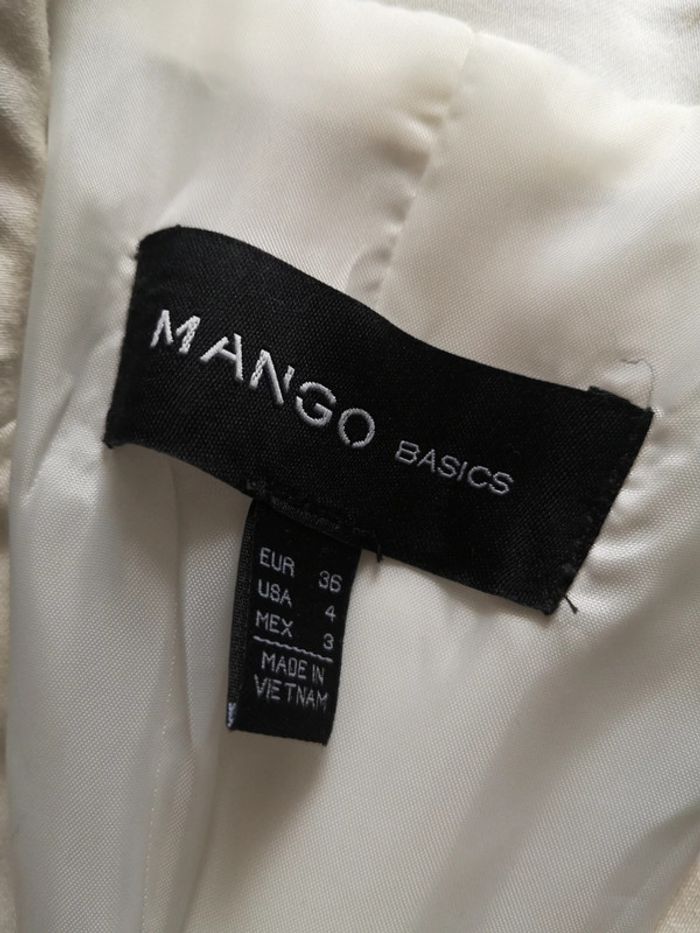 MANGO BASICS
EUR 36
USA 4
MEX 3
MADE IN
VIETNAM